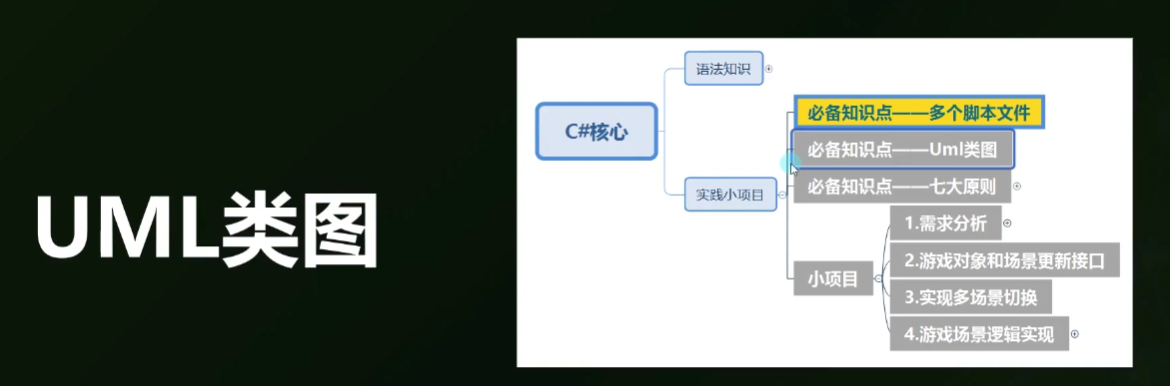 UML类图
C#核心
语法知识
实践小项目
必备知识点——多个脚本文件
必备知识点——Uml类图
必备知识点——七大原则
小项目
1.需求分析
2.游戏对象和场景更新接口
3.实现多场景切换
4.游戏场景逻辑实现